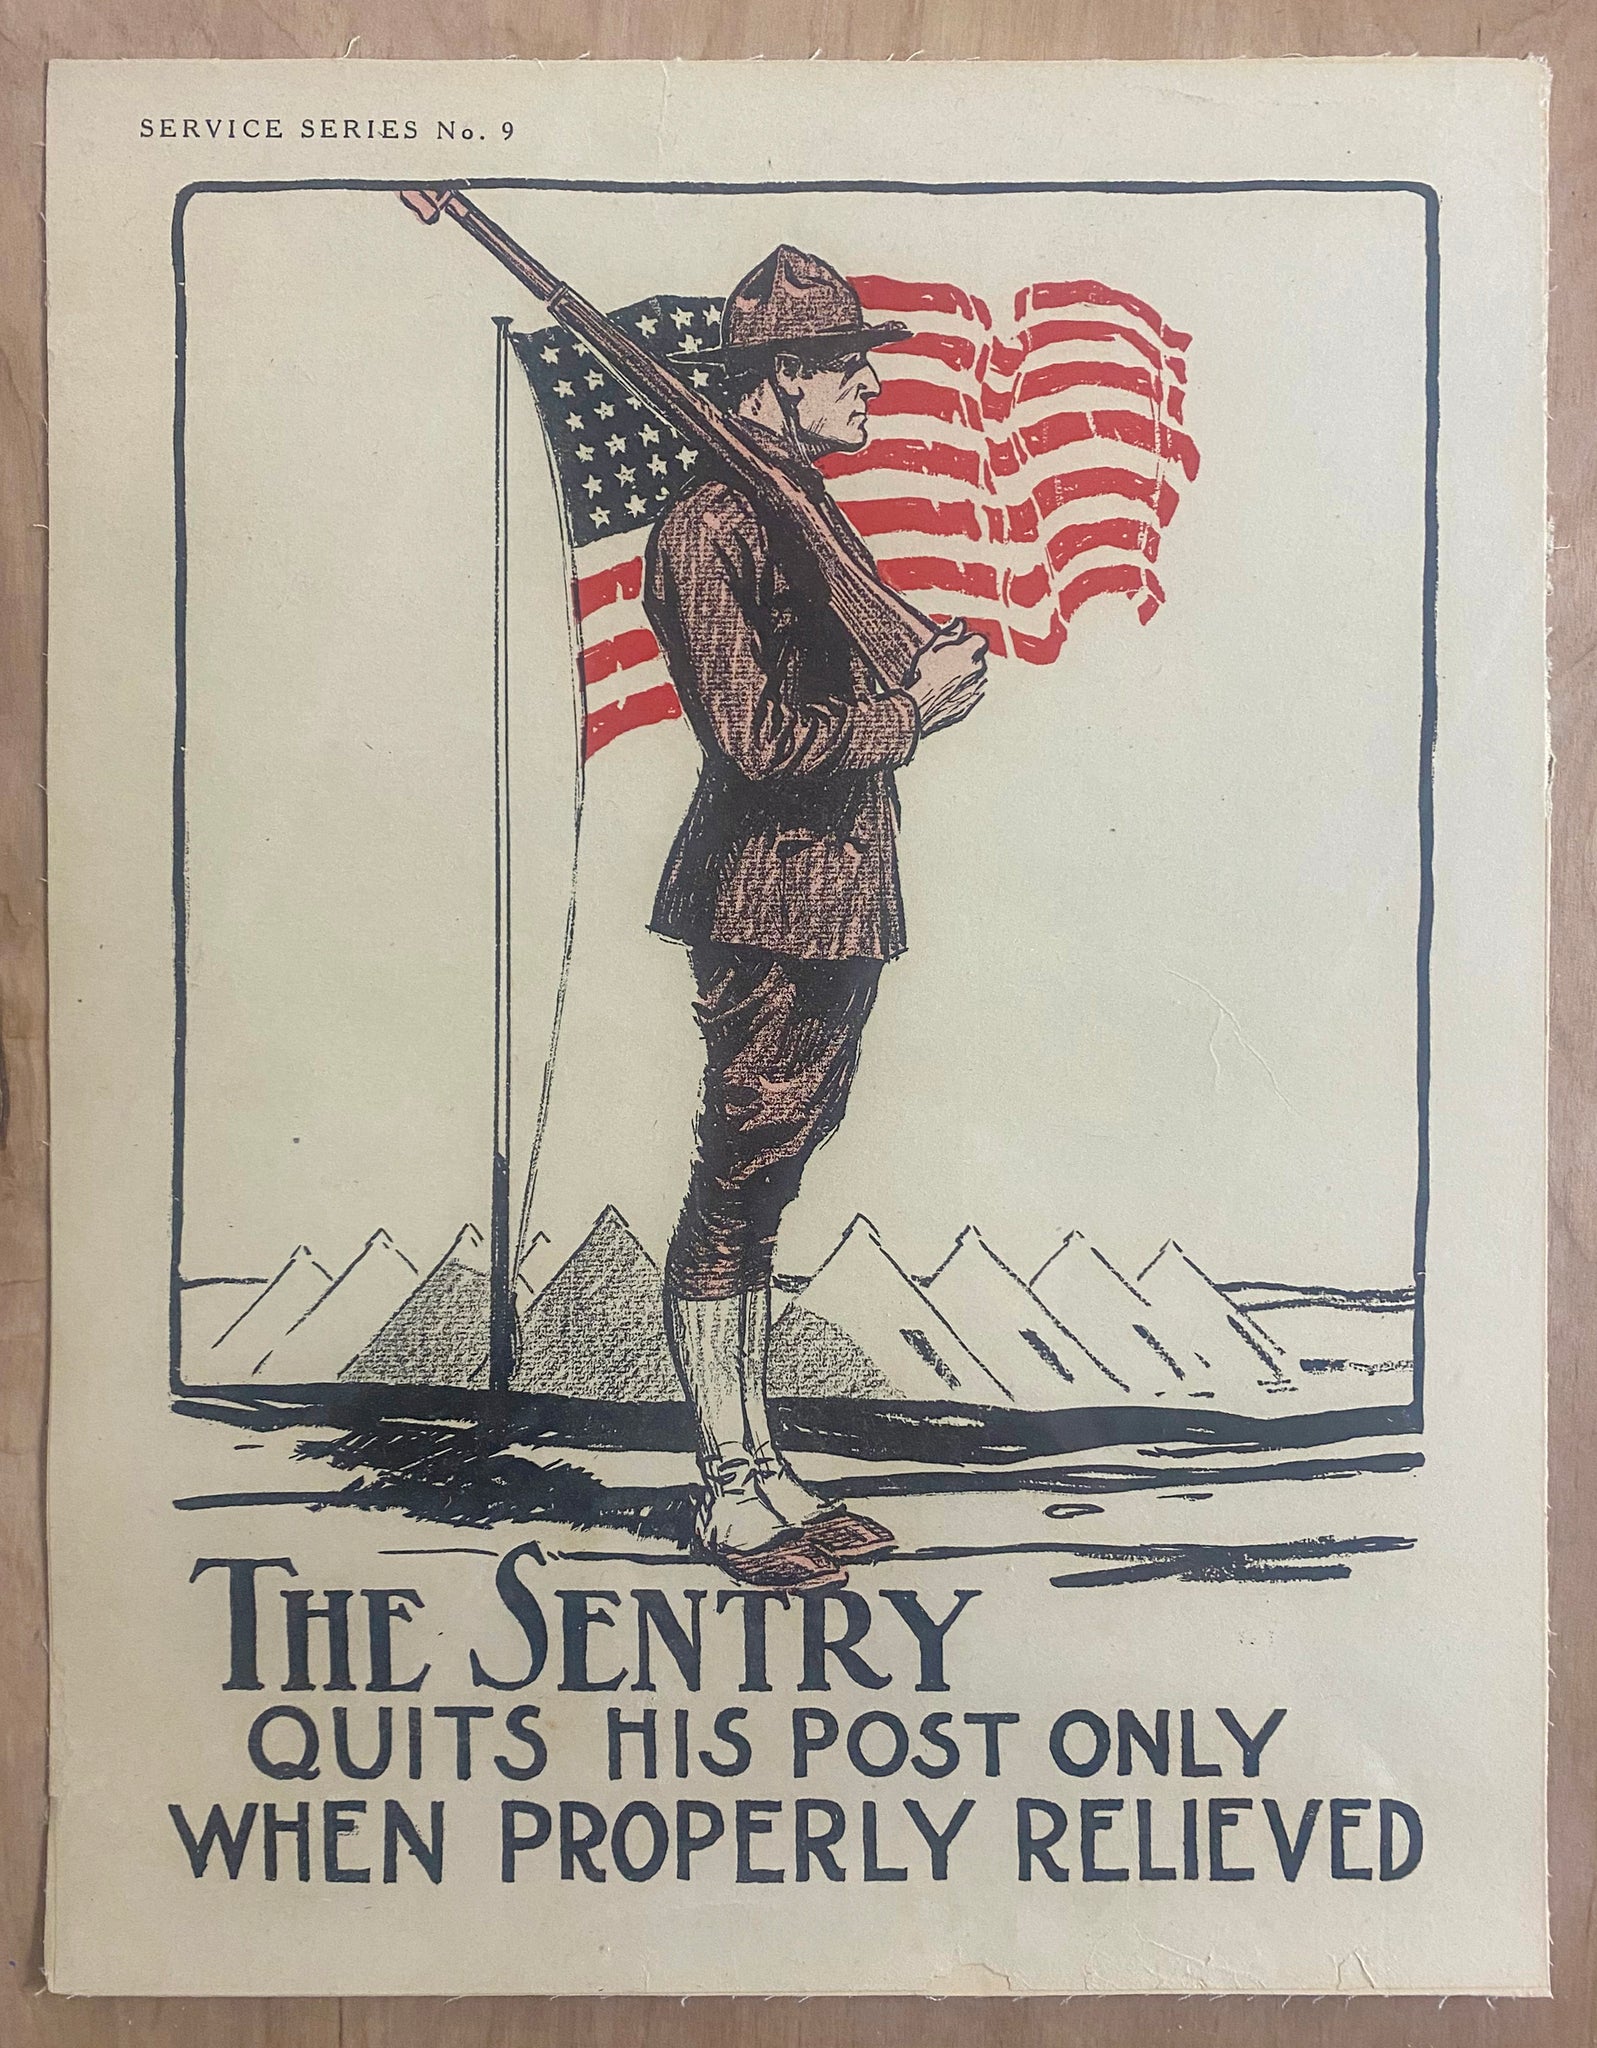 SERVICE SERIES No. 9
THE SENTRY
QUITS HIS POST ONLY
WHEN PROPERLY RELIEVED